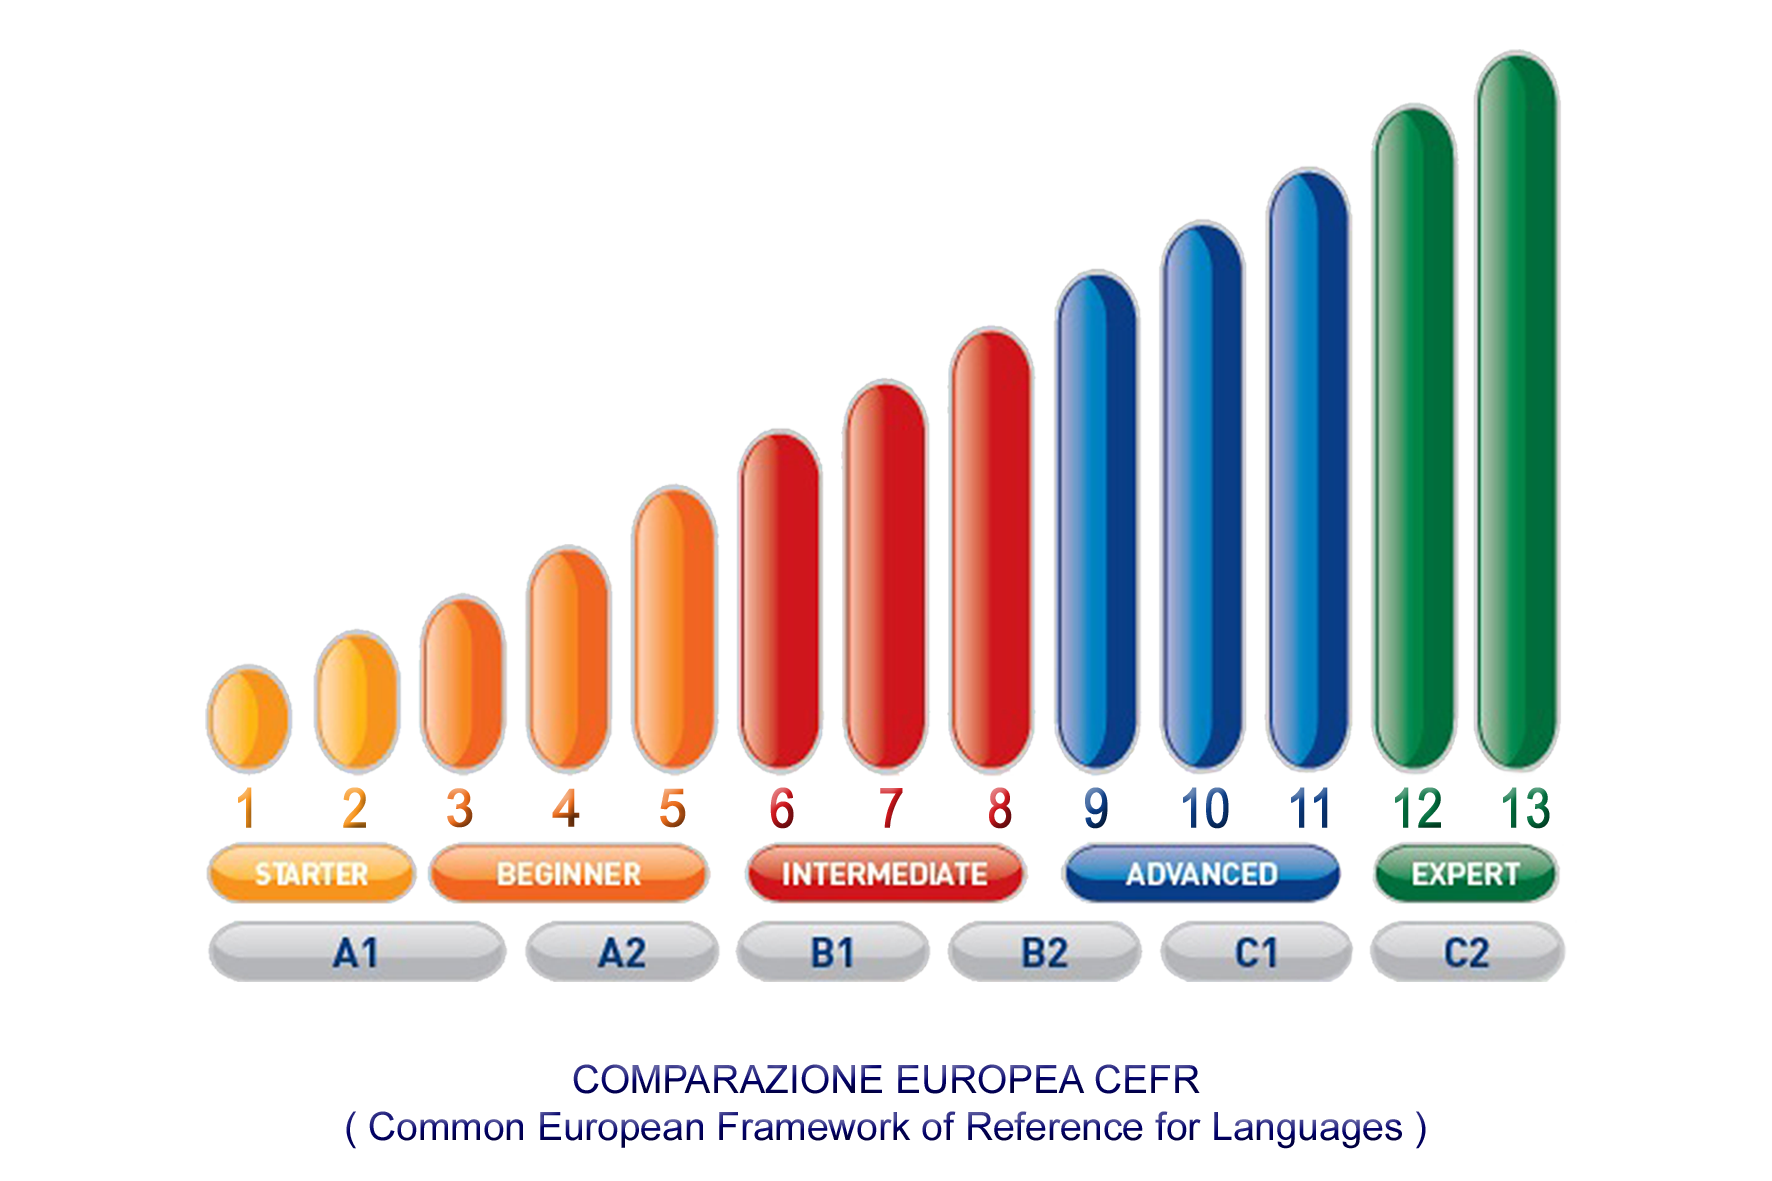 1 2 3 4 5 6 7 8 9 10 11 12 13
STARTER BEGINNER INTERMEDIATE ADVANCED EXPERT
A1 A2 B1 B2 C1 C2
COMPARAZIONE EUROPEA CEFR
( Common European Framework of Reference for Languages )